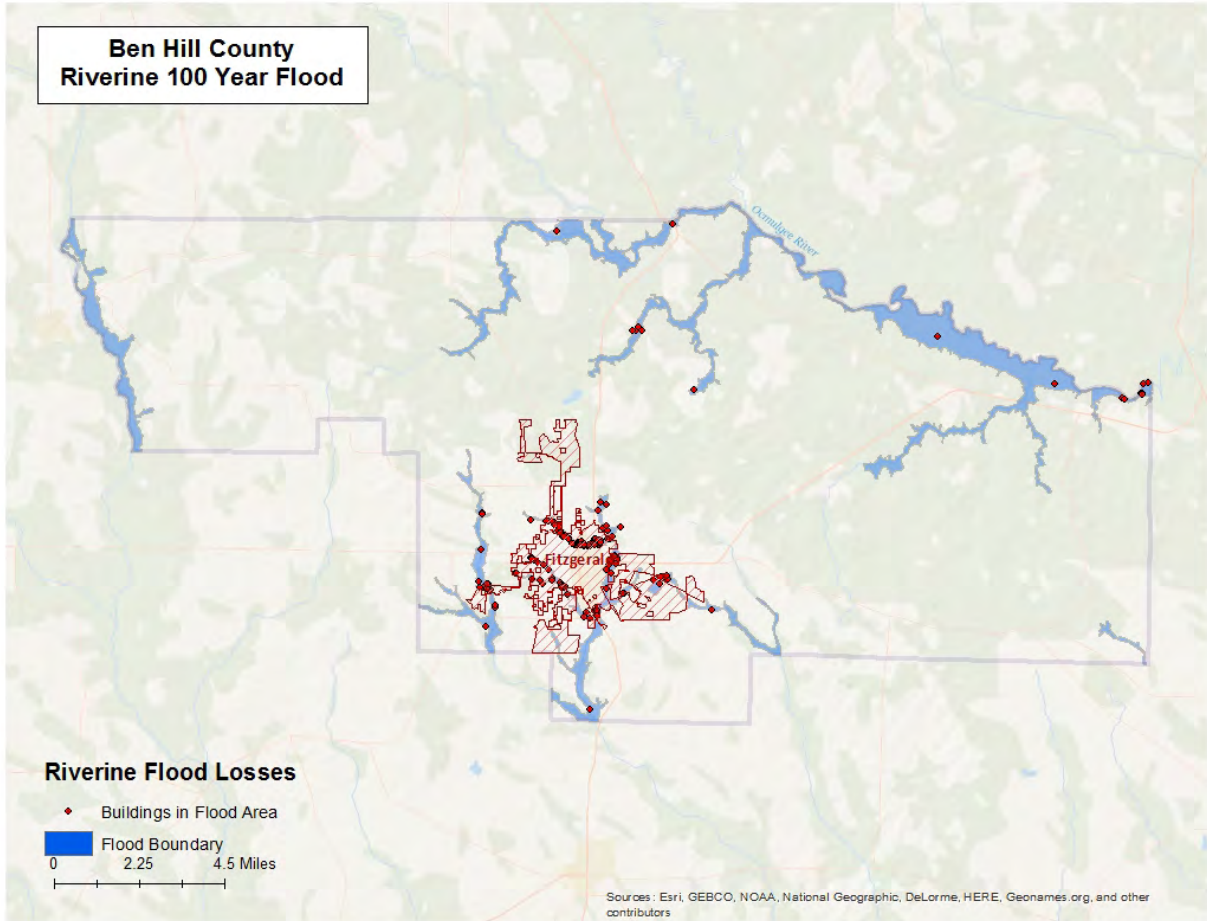 Ben Hill County
Riverine 100 Year Flood
Ocmulgee River
Fitzgerald
Riverine Flood Losses
Buildings in Flood Area
Flood Boundary
0 2.25 4.5 Miles
Sources: Esri, GEBCO, NOAA, National Geographic, DeLorme, HERE, Geonames.org, and other
contributors